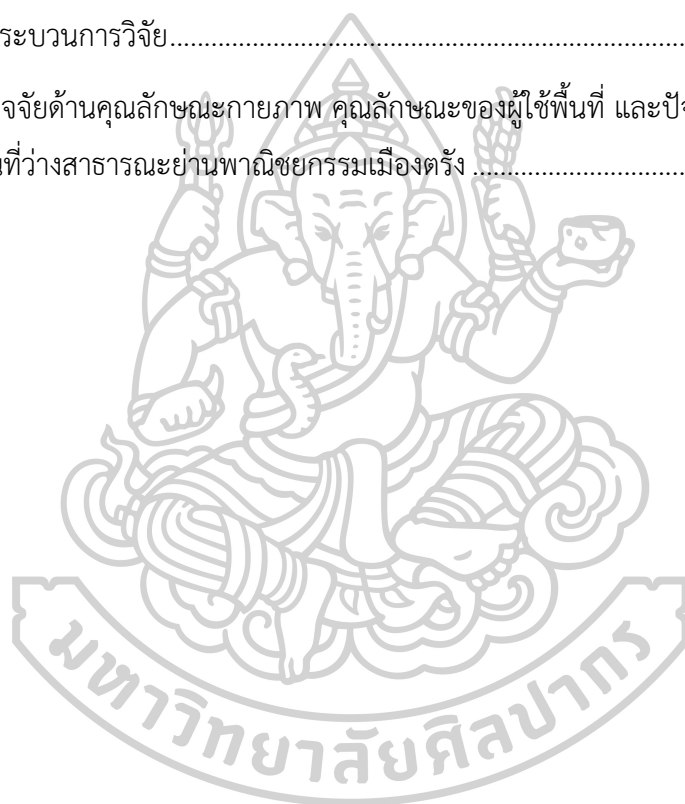 ระบวนการวิจัย....................................................................................................
จจัยด้านคุณลักษณะกายภาพ คุณลักษณะของผู้ใช้พื้นที่ และปัจ
นที่ว่างสาธารณะย่านพาณิชยกรรมเมืองตรัง ........................................
มหาวิทยาลัยศิลปากร